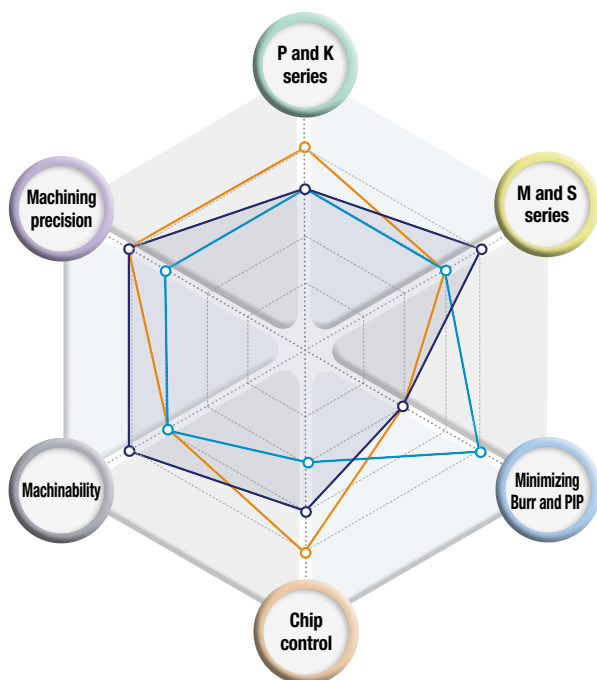 P and K
series
Machining
precision
M and S
series
Machinability
Minimizing
Burr and PIP
Chip
control